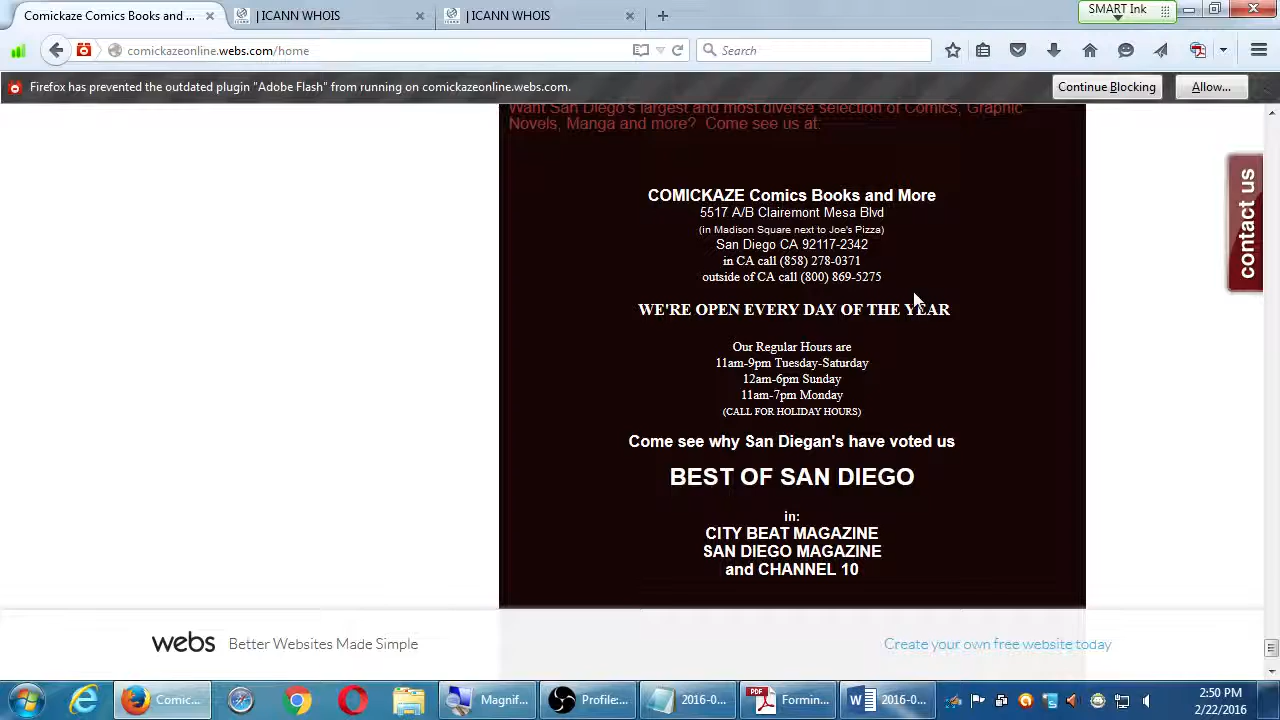 Comickaze Comics Books and ...
| ICANN WHOIS
| ICANN WHOIS
SMART Ink
comickazeonline.webs.com/home
Search
Firefox has prevented the outdated plugin "Adobe Flash" from running on comickazeonline.webs.com.
Continue Blocking
Allow...
Want San Diego's largest and most diverse selection of Comics, Graphic
Novels, Manga and more? Come see us at:
COMICKAZE Comics Books and More
5517 A/B Clairemont Mesa Blvd
(in Madison Square next to Joe's Pizza)
San Diego CA 92117-2342
in CA call (858) 278-0371
outside of CA call (800) 869-5275
WE'RE OPEN EVERY DAY OF THE YEAR
Our Regular Hours are
11am-9pm Tuesday-Saturday
12am-6pm Sunday
11am-7pm Monday
(CALL FOR HOLIDAY HOURS)
Come see why San Diegan's have voted us
BEST OF SAN DIEGO
in:
CITY BEAT MAGAZINE
SAN DIEGO MAGAZINE
and CHANNEL 10
contact us
webs Better Websites Made Simple
Create your own free website today
Comic...
Magnif...
Profile:...
2016-0...
PDF
Formin...
2016-0...
2:50 PM
2/22/2016